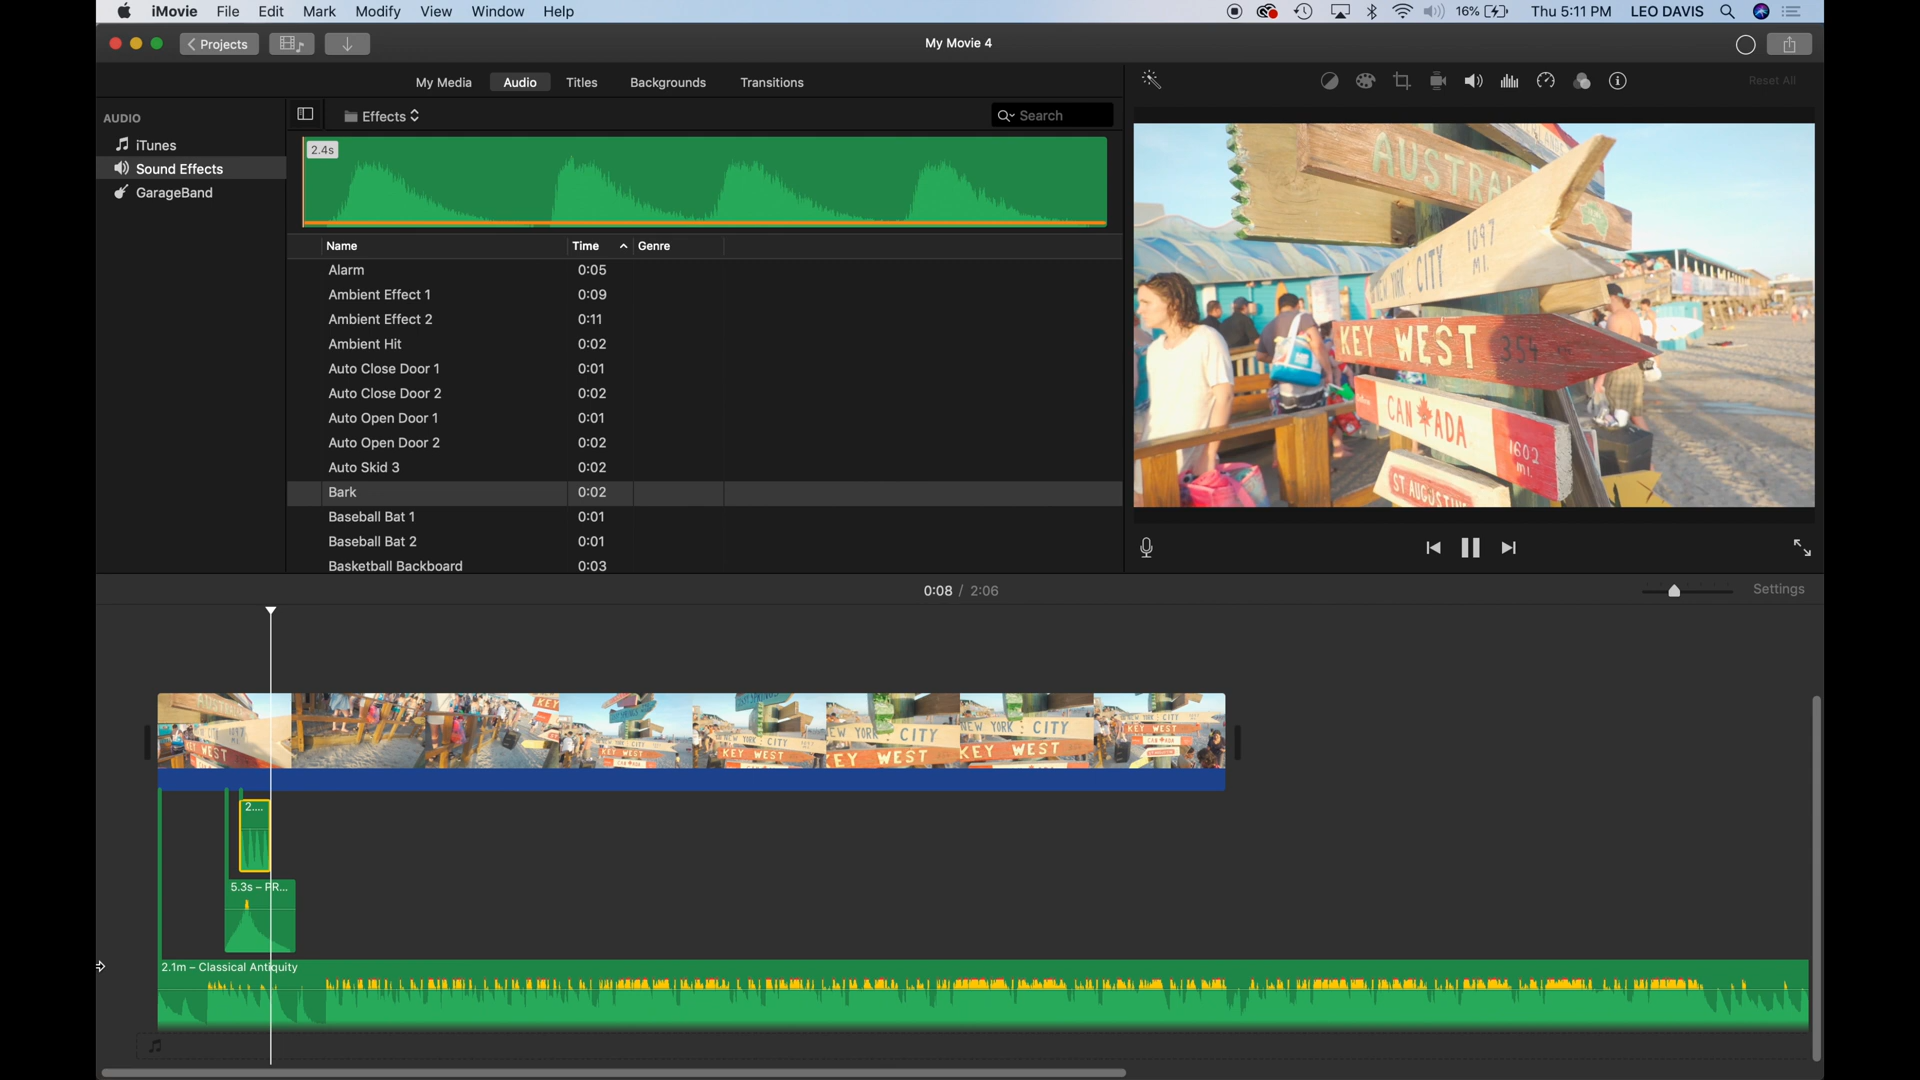 iMovie File Edit Mark Modify View Window Help 16% Thu 5:11 PM LEO DAVIS
Projects
My Movie 4
My Media Audio Titles Backgrounds Transitions
Reset All
AUDIO
iTunes
Sound Effects
GarageBand
Effects
Search
2.4s
Name Time Genre
Alarm 0:05
Ambient Effect 1 0:09
Ambient Effect 2 0:11
Ambient Hit 0:02
Auto Close Door 1 0:01
Auto Close Door 2 0:02
Auto Open Door 1 0:01
Auto Open Door 2 0:02
Auto Skid 3 0:02
Bark 0:02
Baseball Bat 1 0:01
Baseball Bat 2 0:01
Basketball Backboard 0:03
AUSTRA
NEW YORK CITY 1097 MI.
KEY WEST 354
CANADA 1602 MI.
ST AUGUSTIN
0:08 / 2:06
Settings
NEW YORK CITY
KEY WEST
2....
5.3s – PR...
2.1m – Classical Antiquity